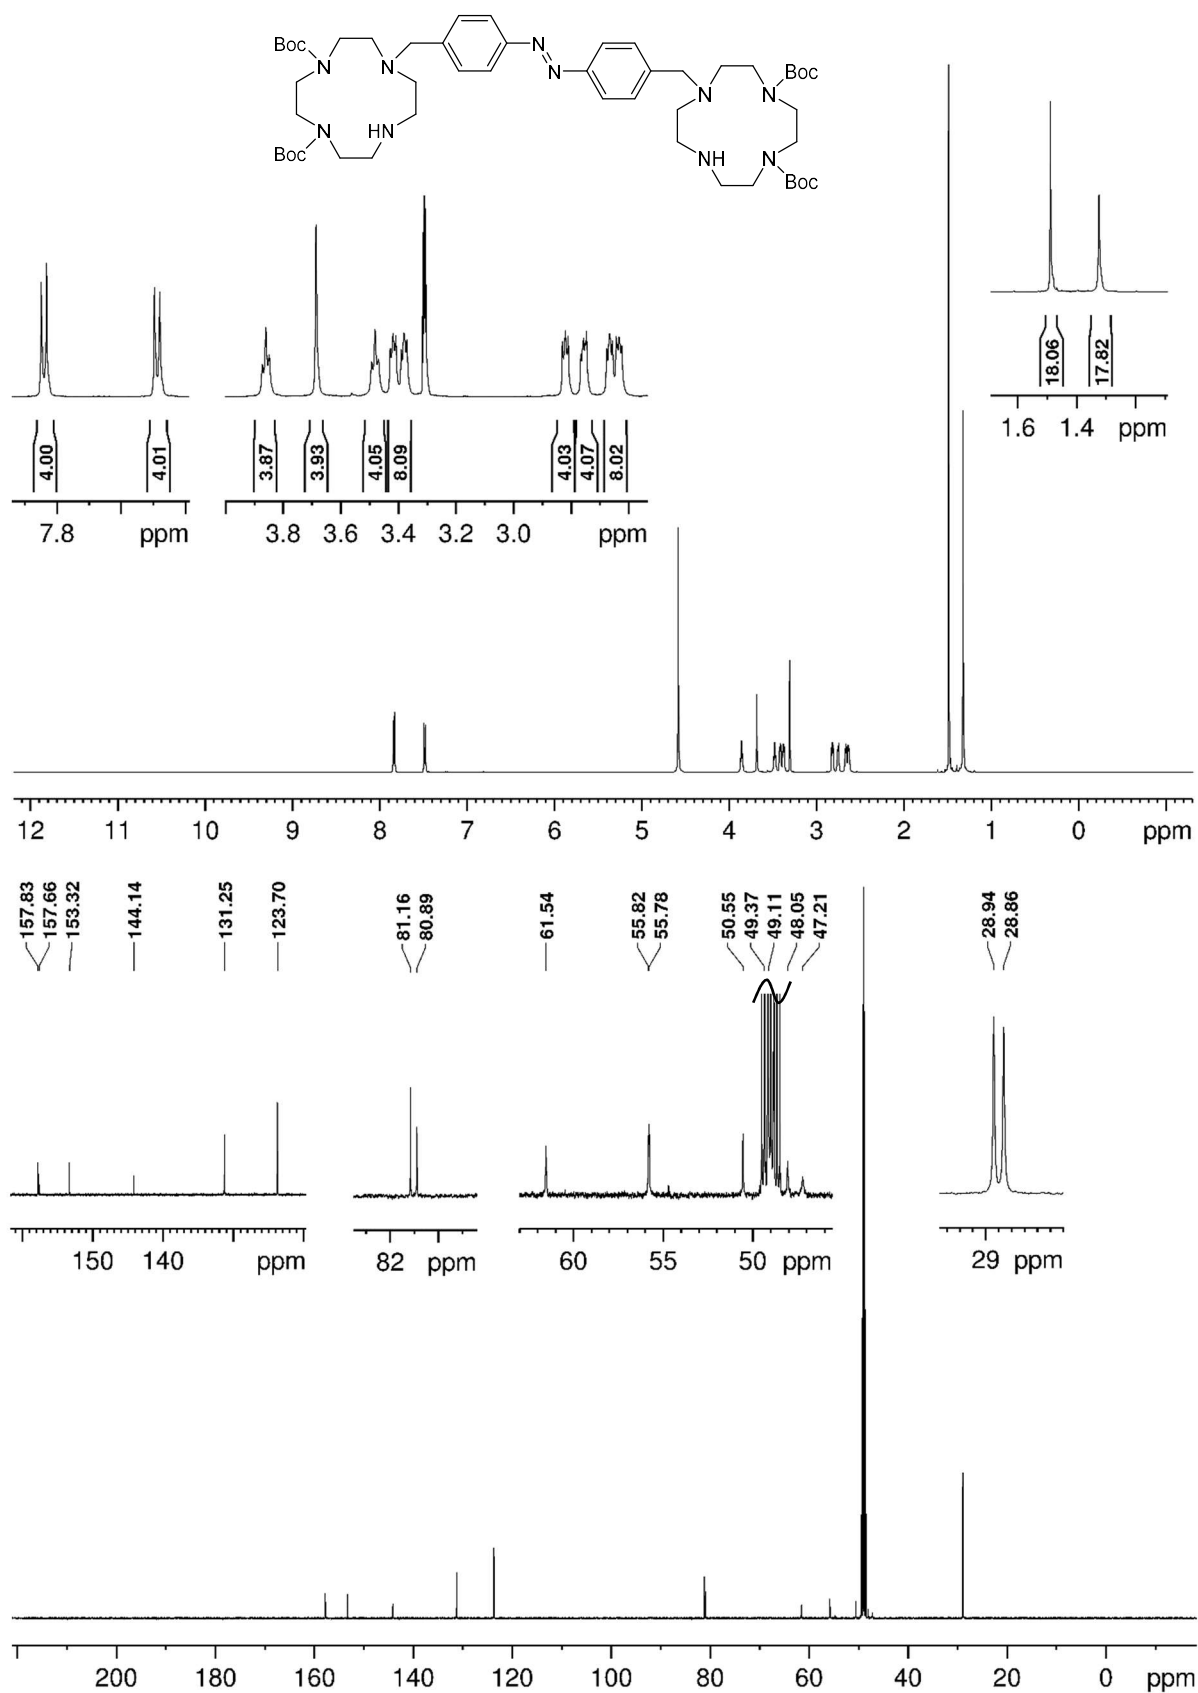 Boc
N
N
N
N
Boc
N
N
N
HN
NH
N
Boc
Boc
4.00
4.01
3.87
3.93
4.05
8.09
4.03
4.07
8.02
18.06
17.82
1.6 1.4 ppm
7.8 ppm
3.8 3.6 3.4 3.2 3.0 ppm
12 11 10 9 8 7 6 5 4 3 2 1 0 ppm
157.83
157.66
153.32
144.14
131.25
123.70
81.16
80.89
61.54
55.82
55.78
50.55
49.37
49.11
48.05
47.21
28.94
28.86
150 140 ppm
82 ppm
60 55 50 ppm
29 ppm
200 180 160 140 120 100 80 60 40 20 0 ppm